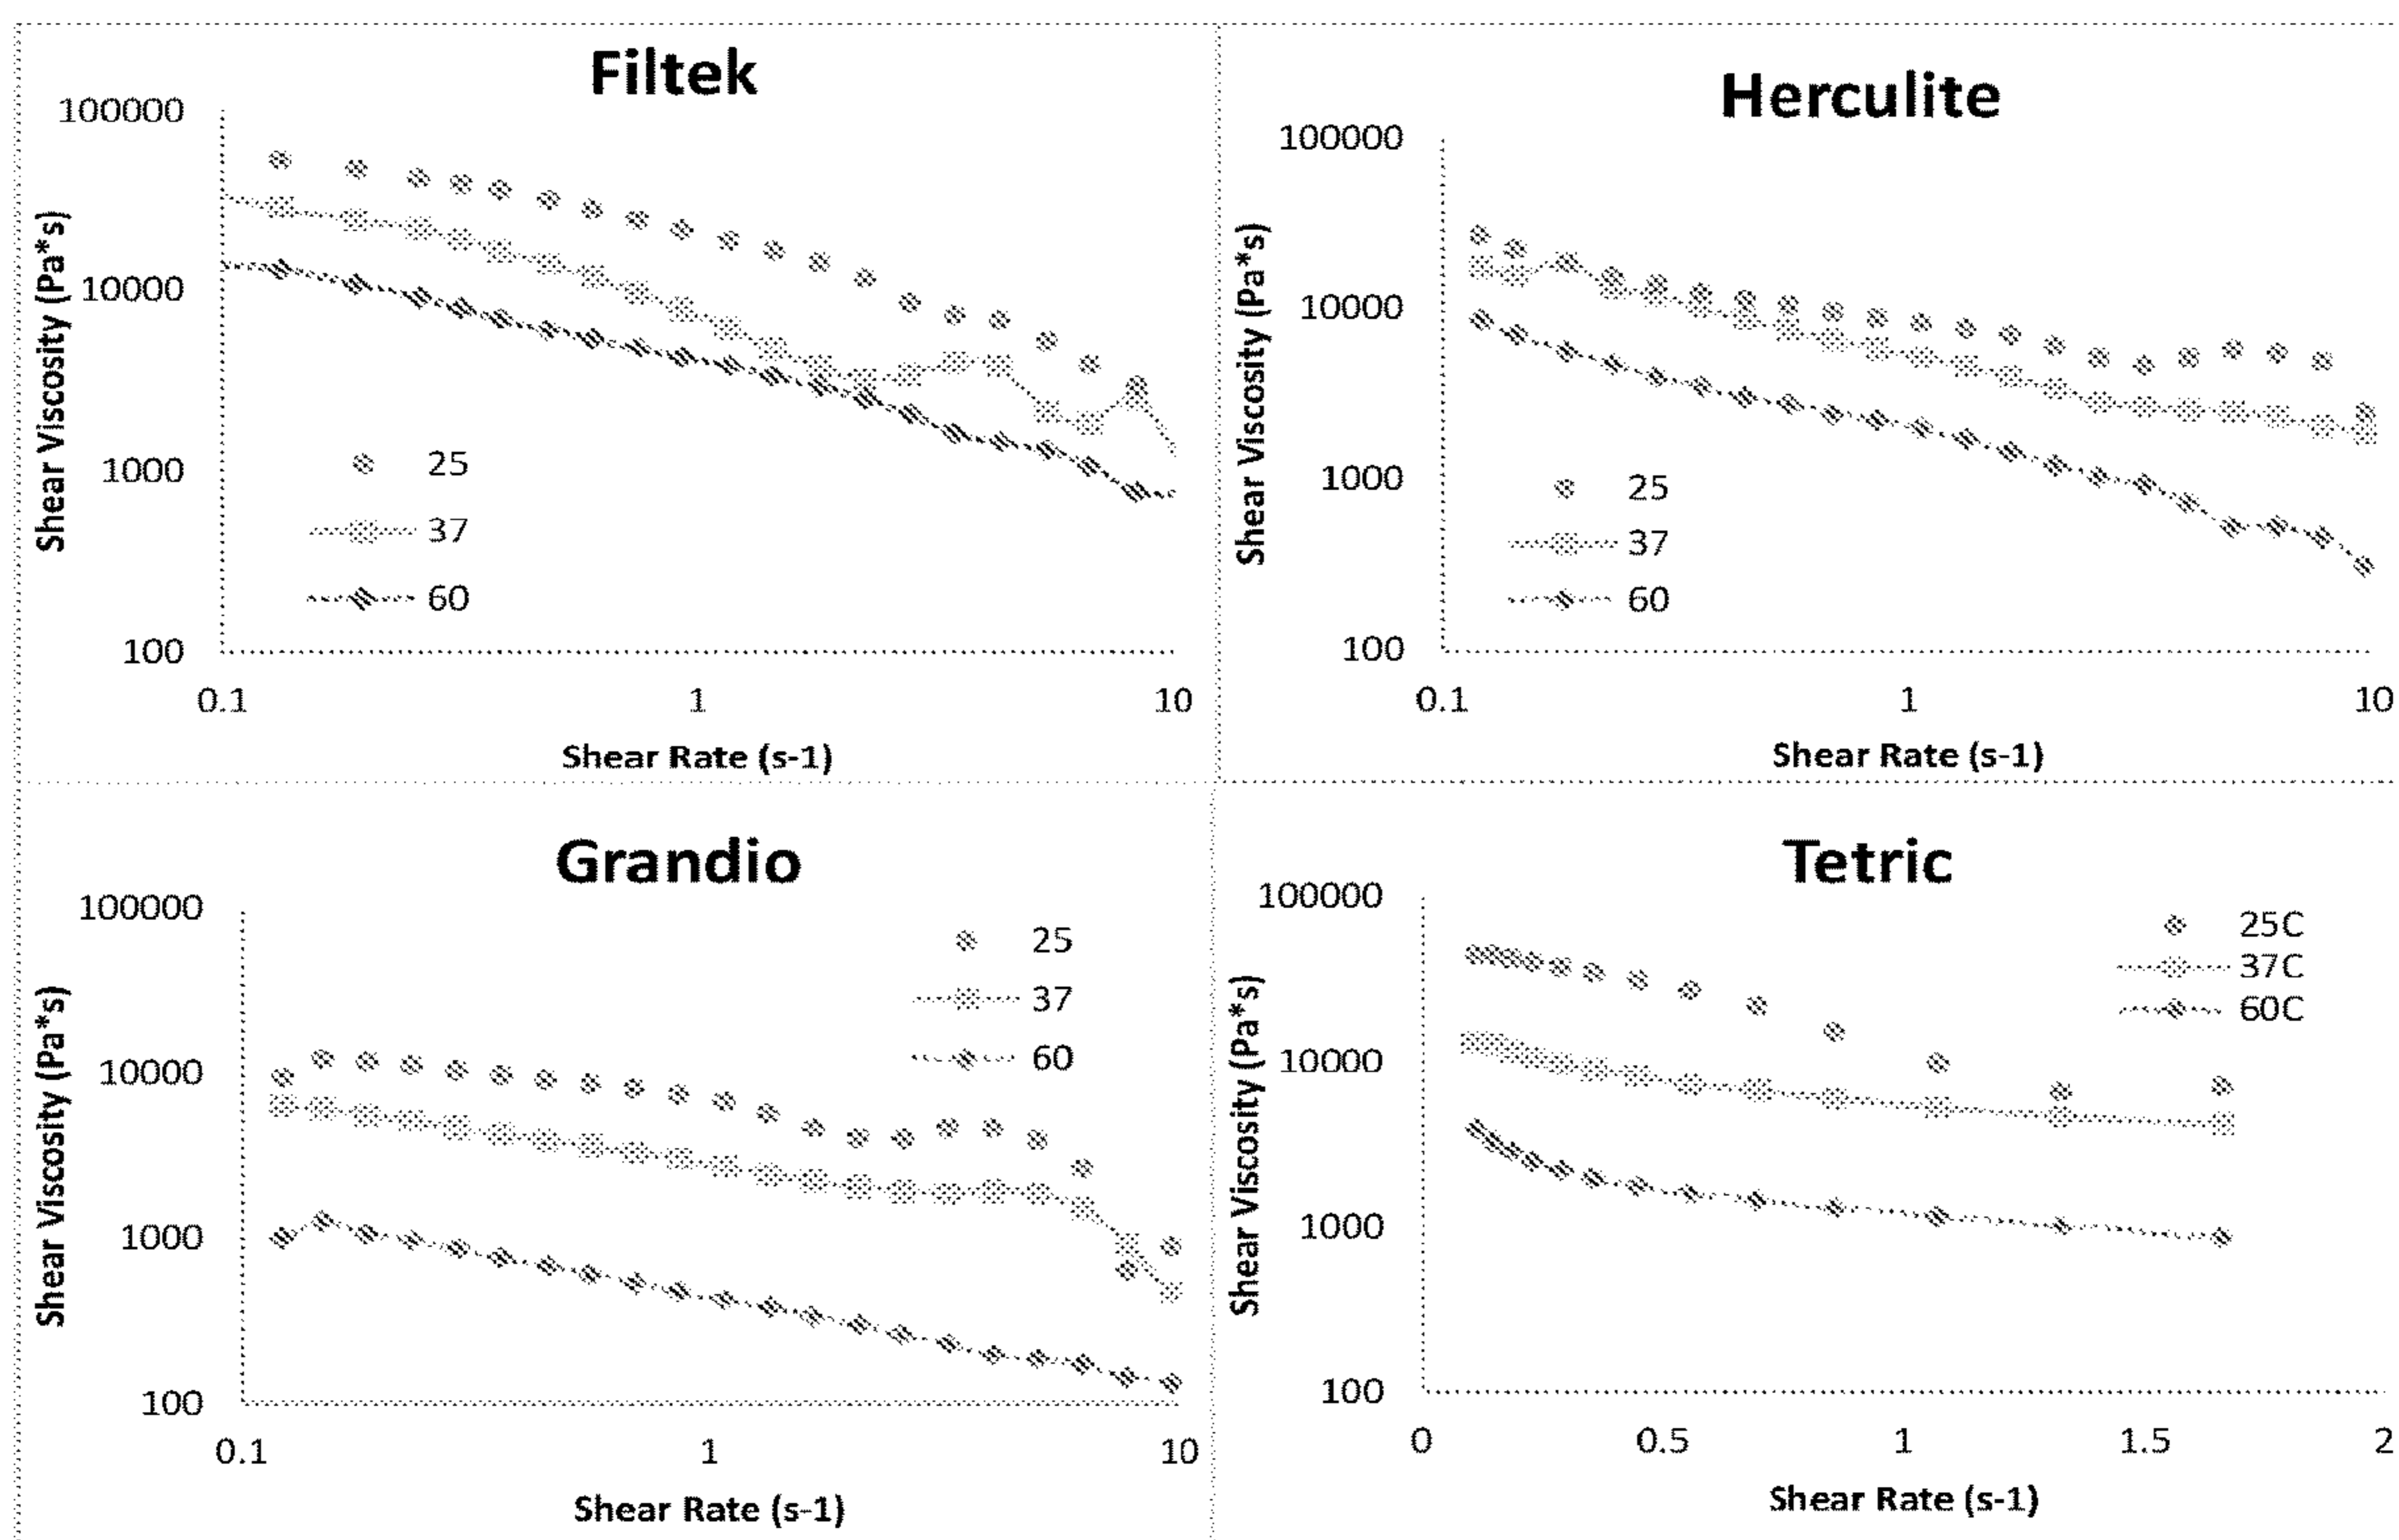 Filtek
100000
10000
1000
100
Shear Viscosity (Pa*s)
25
37
60
0.1 1 10
Shear Rate (s-1)
Herculite
100000
10000
1000
100
Shear Viscosity (Pa*s)
25
37
60
0.1 1 10
Shear Rate (s-1)
Grandio
100000
10000
1000
100
Shear Viscosity (Pa*s)
25
37
60
0.1 1 10
Shear Rate (s-1)
Tetric
100000
10000
1000
100
Shear Viscosity (Pa*s)
25C
37C
60C
0 0.5 1 1.5 2
Shear Rate (s-1)